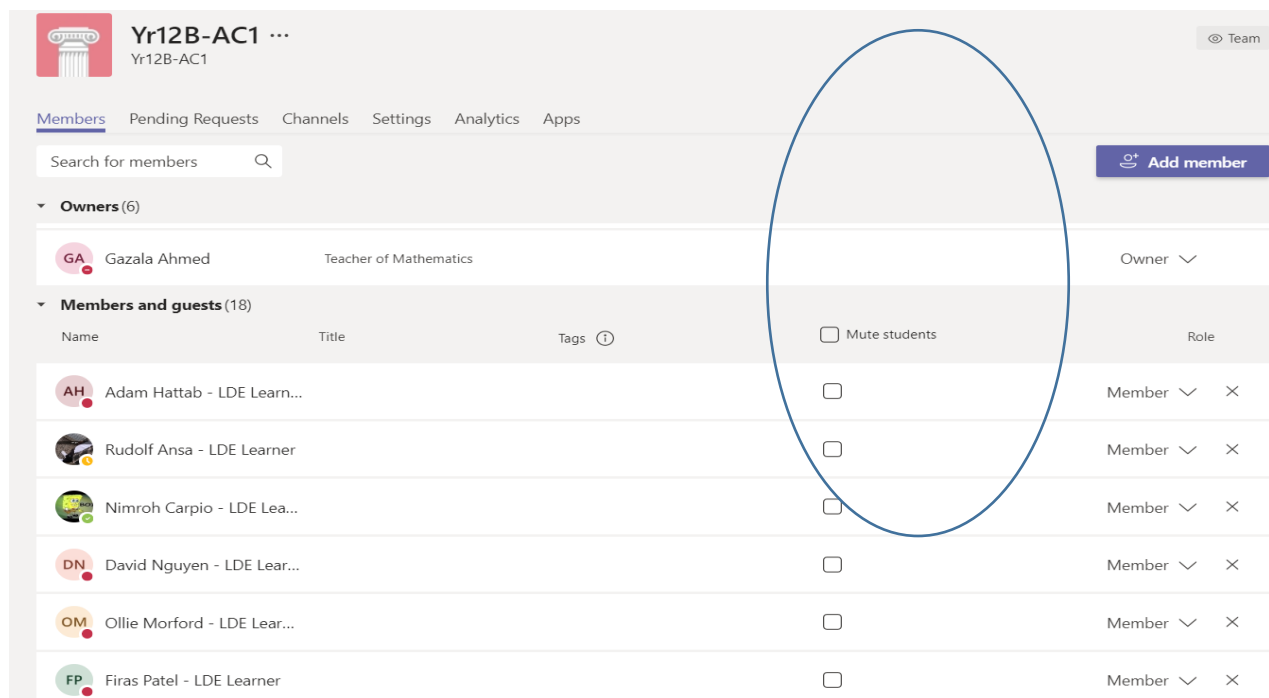 Yr12B-AC1 ...
Yr12B-AC1
Team
Members Pending Requests Channels Settings Analytics Apps
Search for members
Add member
Owners (6)
GA Gazala Ahmed Teacher of Mathematics Owner
Members and guests (18)
Name Title Tags Mute students Role
AH Adam Hattab - LDE Learn... Member
Rudolf Ansa - LDE Learner Member
Nimroh Carpio - LDE Lea... Member
DN David Nguyen - LDE Lear... Member
OM Ollie Morford - LDE Lear... Member
FP Firas Patel - LDE Learner Member